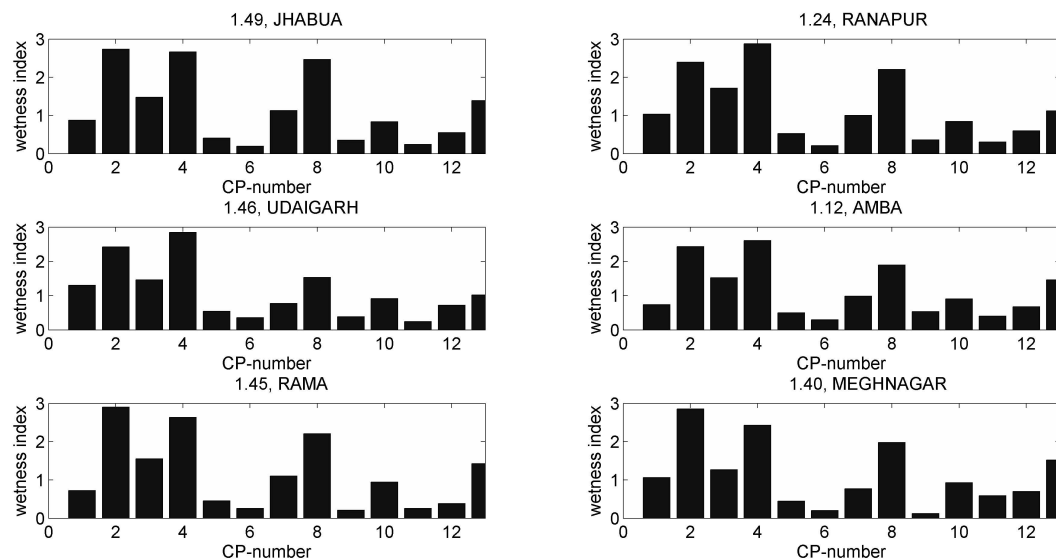 1.49, JHABUA
wetness index
3
2
1
0
0 2 4 6 8 10 12
CP-number
1.24, RANAPUR
wetness index
3
2
1
0
0 2 4 6 8 10 12
CP-number
1.46, UDAIGARH
wetness index
3
2
1
0
0 2 4 6 8 10 12
CP-number
1.12, AMBA
wetness index
3
2
1
0
0 2 4 6 8 10 12
CP-number
1.45, RAMA
wetness index
3
2
1
0
0 2 4 6 8 10 12
CP-number
1.40, MEGHNAGAR
wetness index
3
2
1
0
0 2 4 6 8 10 12
CP-number